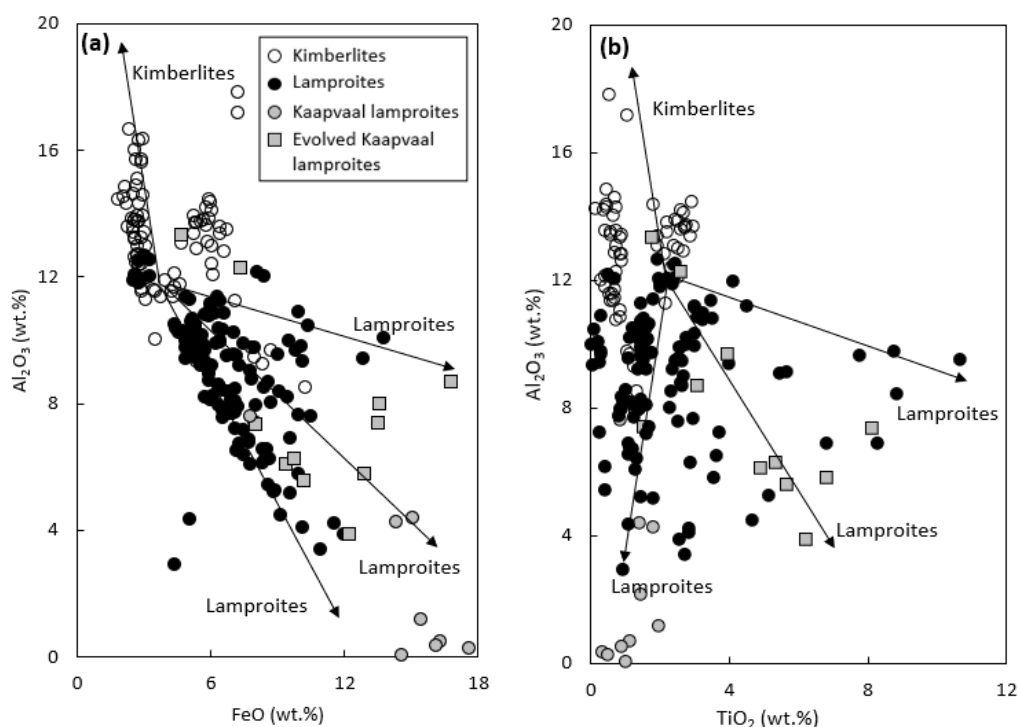 (a)
Kimberlites
Kimberlites
Lamproites
Kaapvaal lamproites
Evolved Kaapvaal
lamproites
Lamproites
Lamproites
Lamproites
Al₂O₃ (wt.%)
20
16
12
8
4
0
0
6
12
18
FeO (wt.%)
(b)
Kimberlites
Lamproites
Lamproites
Lamproites
Al₂O₃ (wt.%)
20
16
12
8
4
0
0
4
8
12
TiO₂ (wt.%)